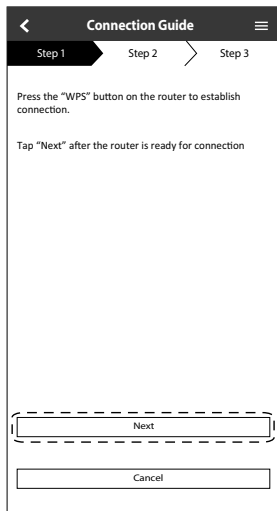 Connection Guide
Step 1 Step 2 Step 3
Press the “WPS” button on the router to establish
connection.
Tap “Next” after the router is ready for connection
Next
Cancel